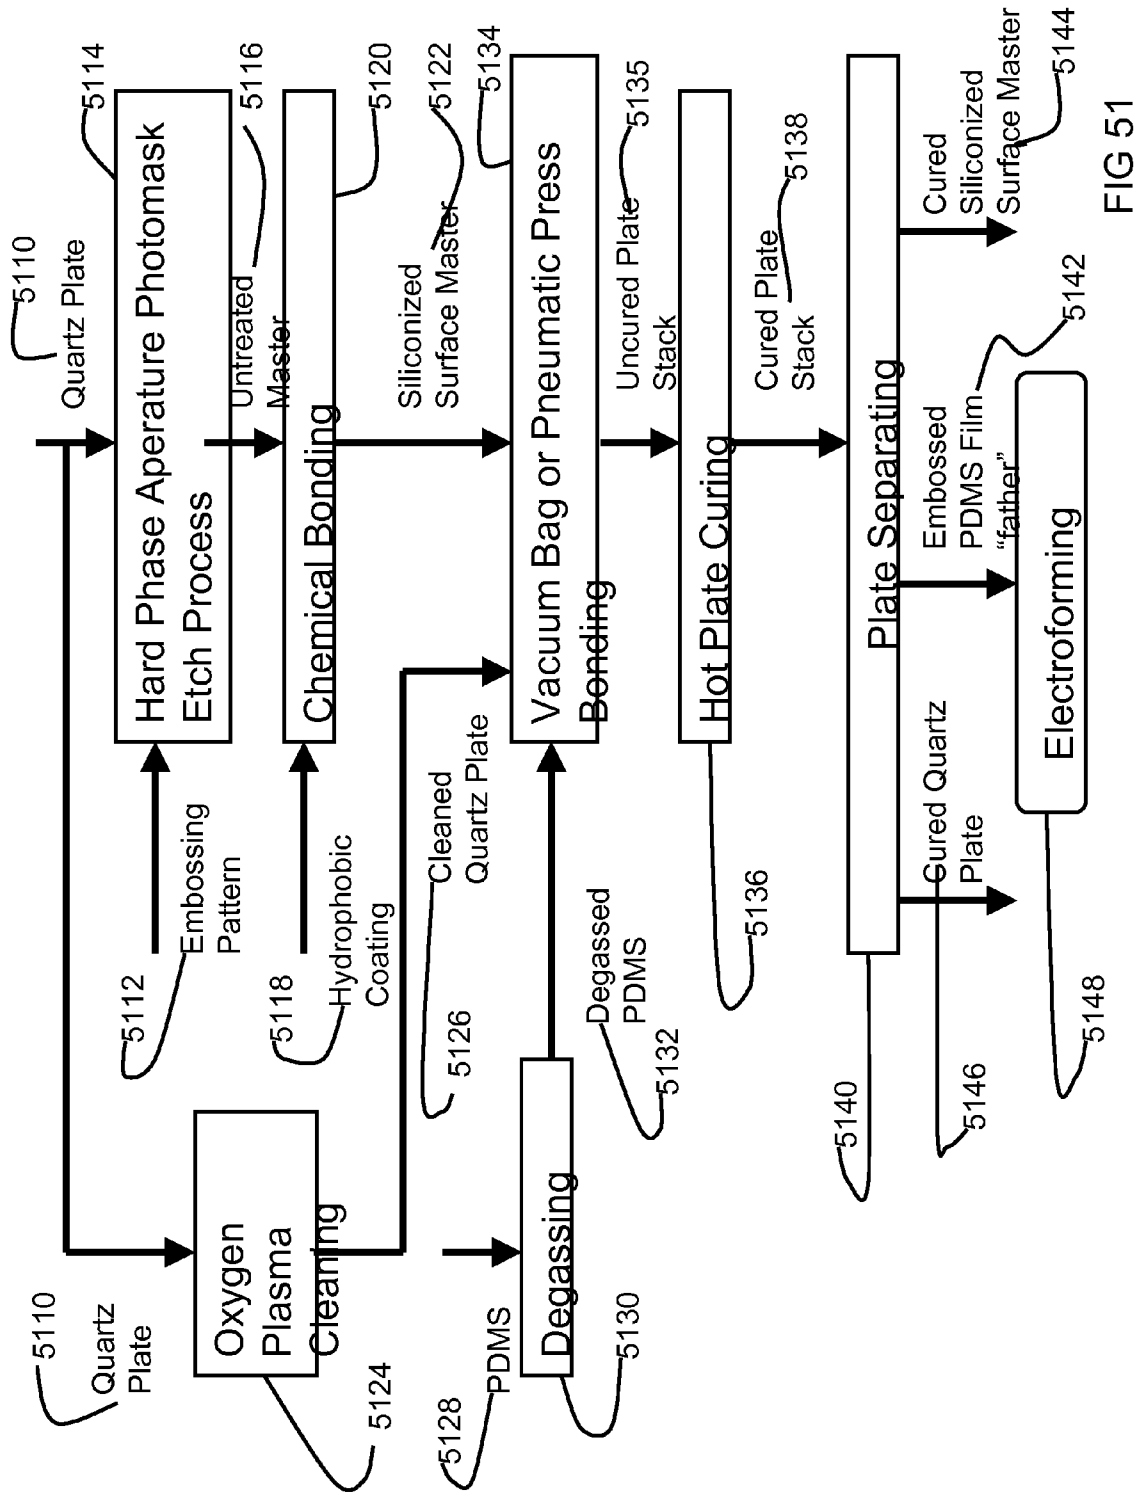 5110
Quartz Plate
5110
Quartz
Plate
5112
Embossing
Pattern
Hard Phase Aperature Photomask
Etch Process
5114
Oxygen
Plasma
Cleaning
5124
Untreated
Master
5116
5118
Hydrophobic
Coating
Chemical Bonding
5120
Siliconized
Surface Master
5122
Cleaned
Quartz Plate
5126
5128
PDMS
Degassing
5130
Degassed
PDMS
5132
Vacuum Bag or Pneumatic Press
Bonding
5134
Uncured Plate
Stack
5135
Hot Plate Curing
5136
Cured Plate
Stack
5138
Plate Separating
5140
Cured Quartz
Plate
5146
Embossed
PDMS Film
"father"
5142
Cured
Siliconized
Surface Master
5144
Electroforming
5148
FIG 51